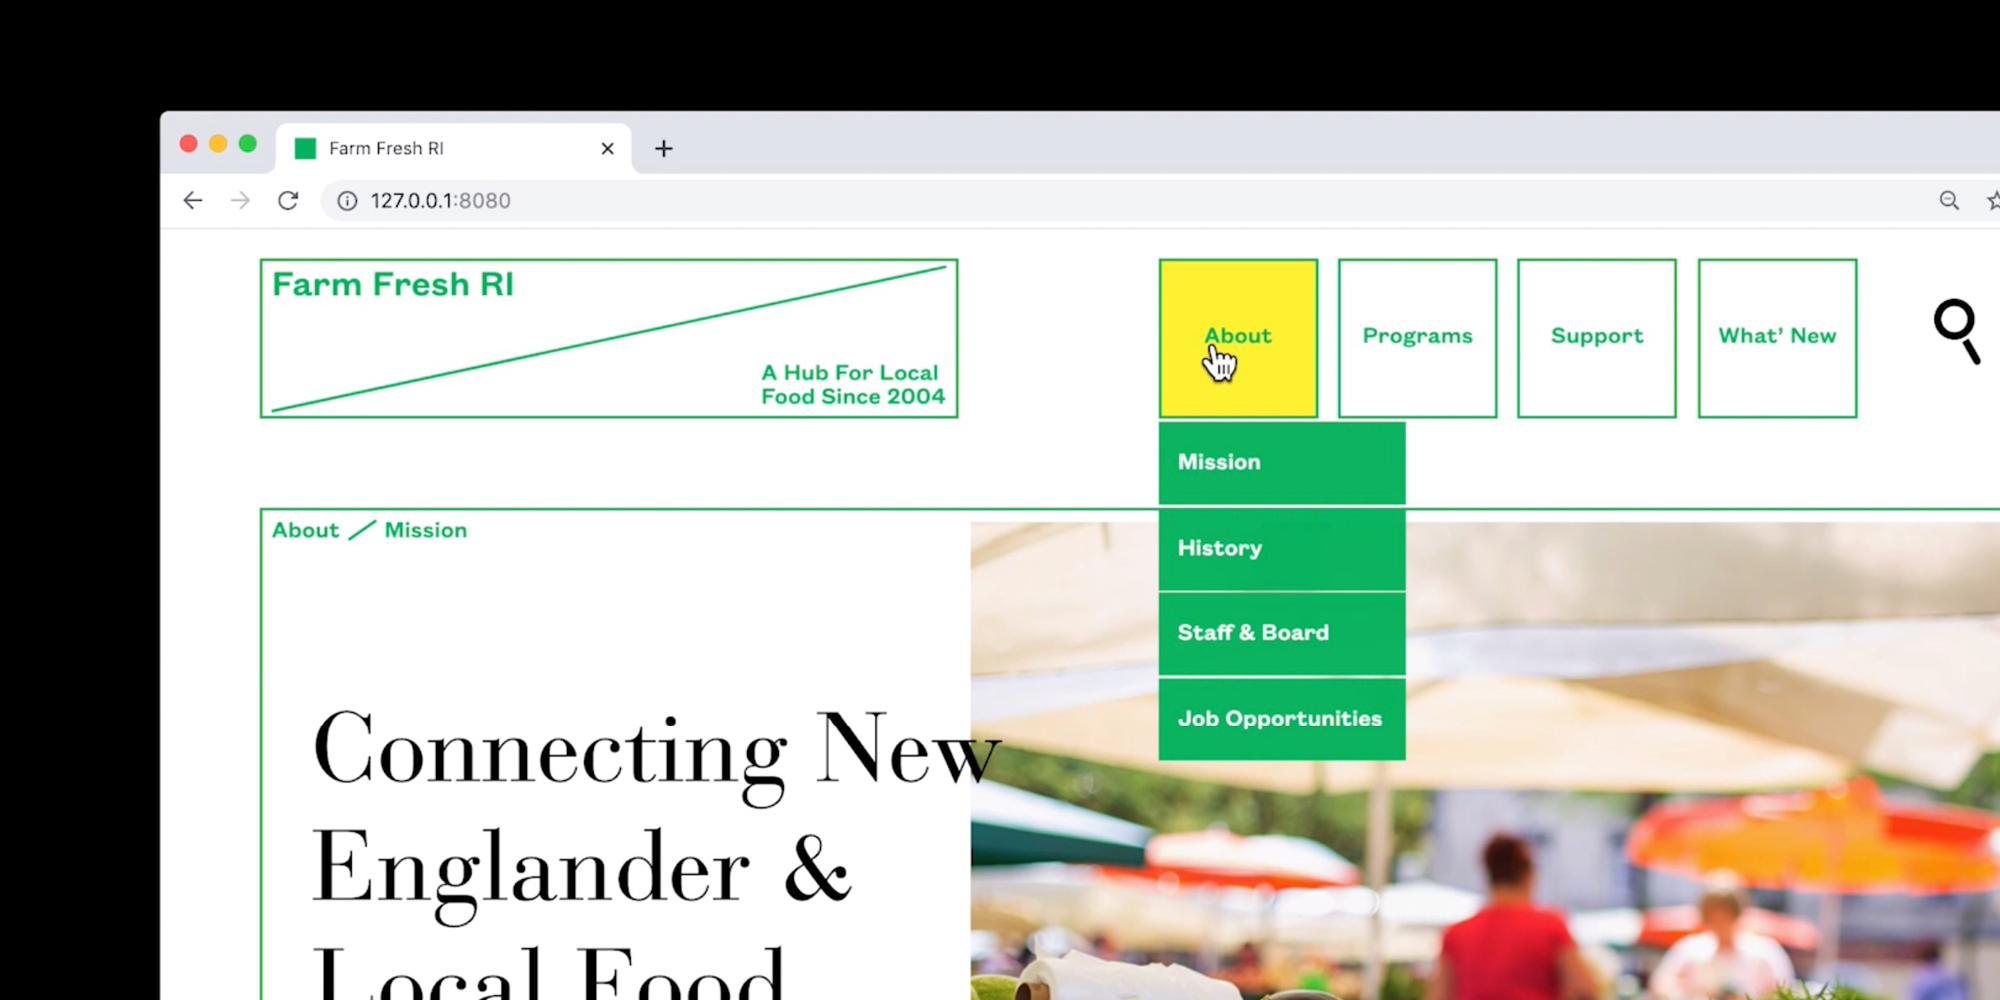 Farm Fresh RI
127.0.0.1:8080
Farm Fresh RI
A Hub For Local
Food Since 2004
About
Programs
Support
What’ New
Mission
History
Staff & Board
Job Opportunities
About / Mission
Connecting New
Englander &
Local Food